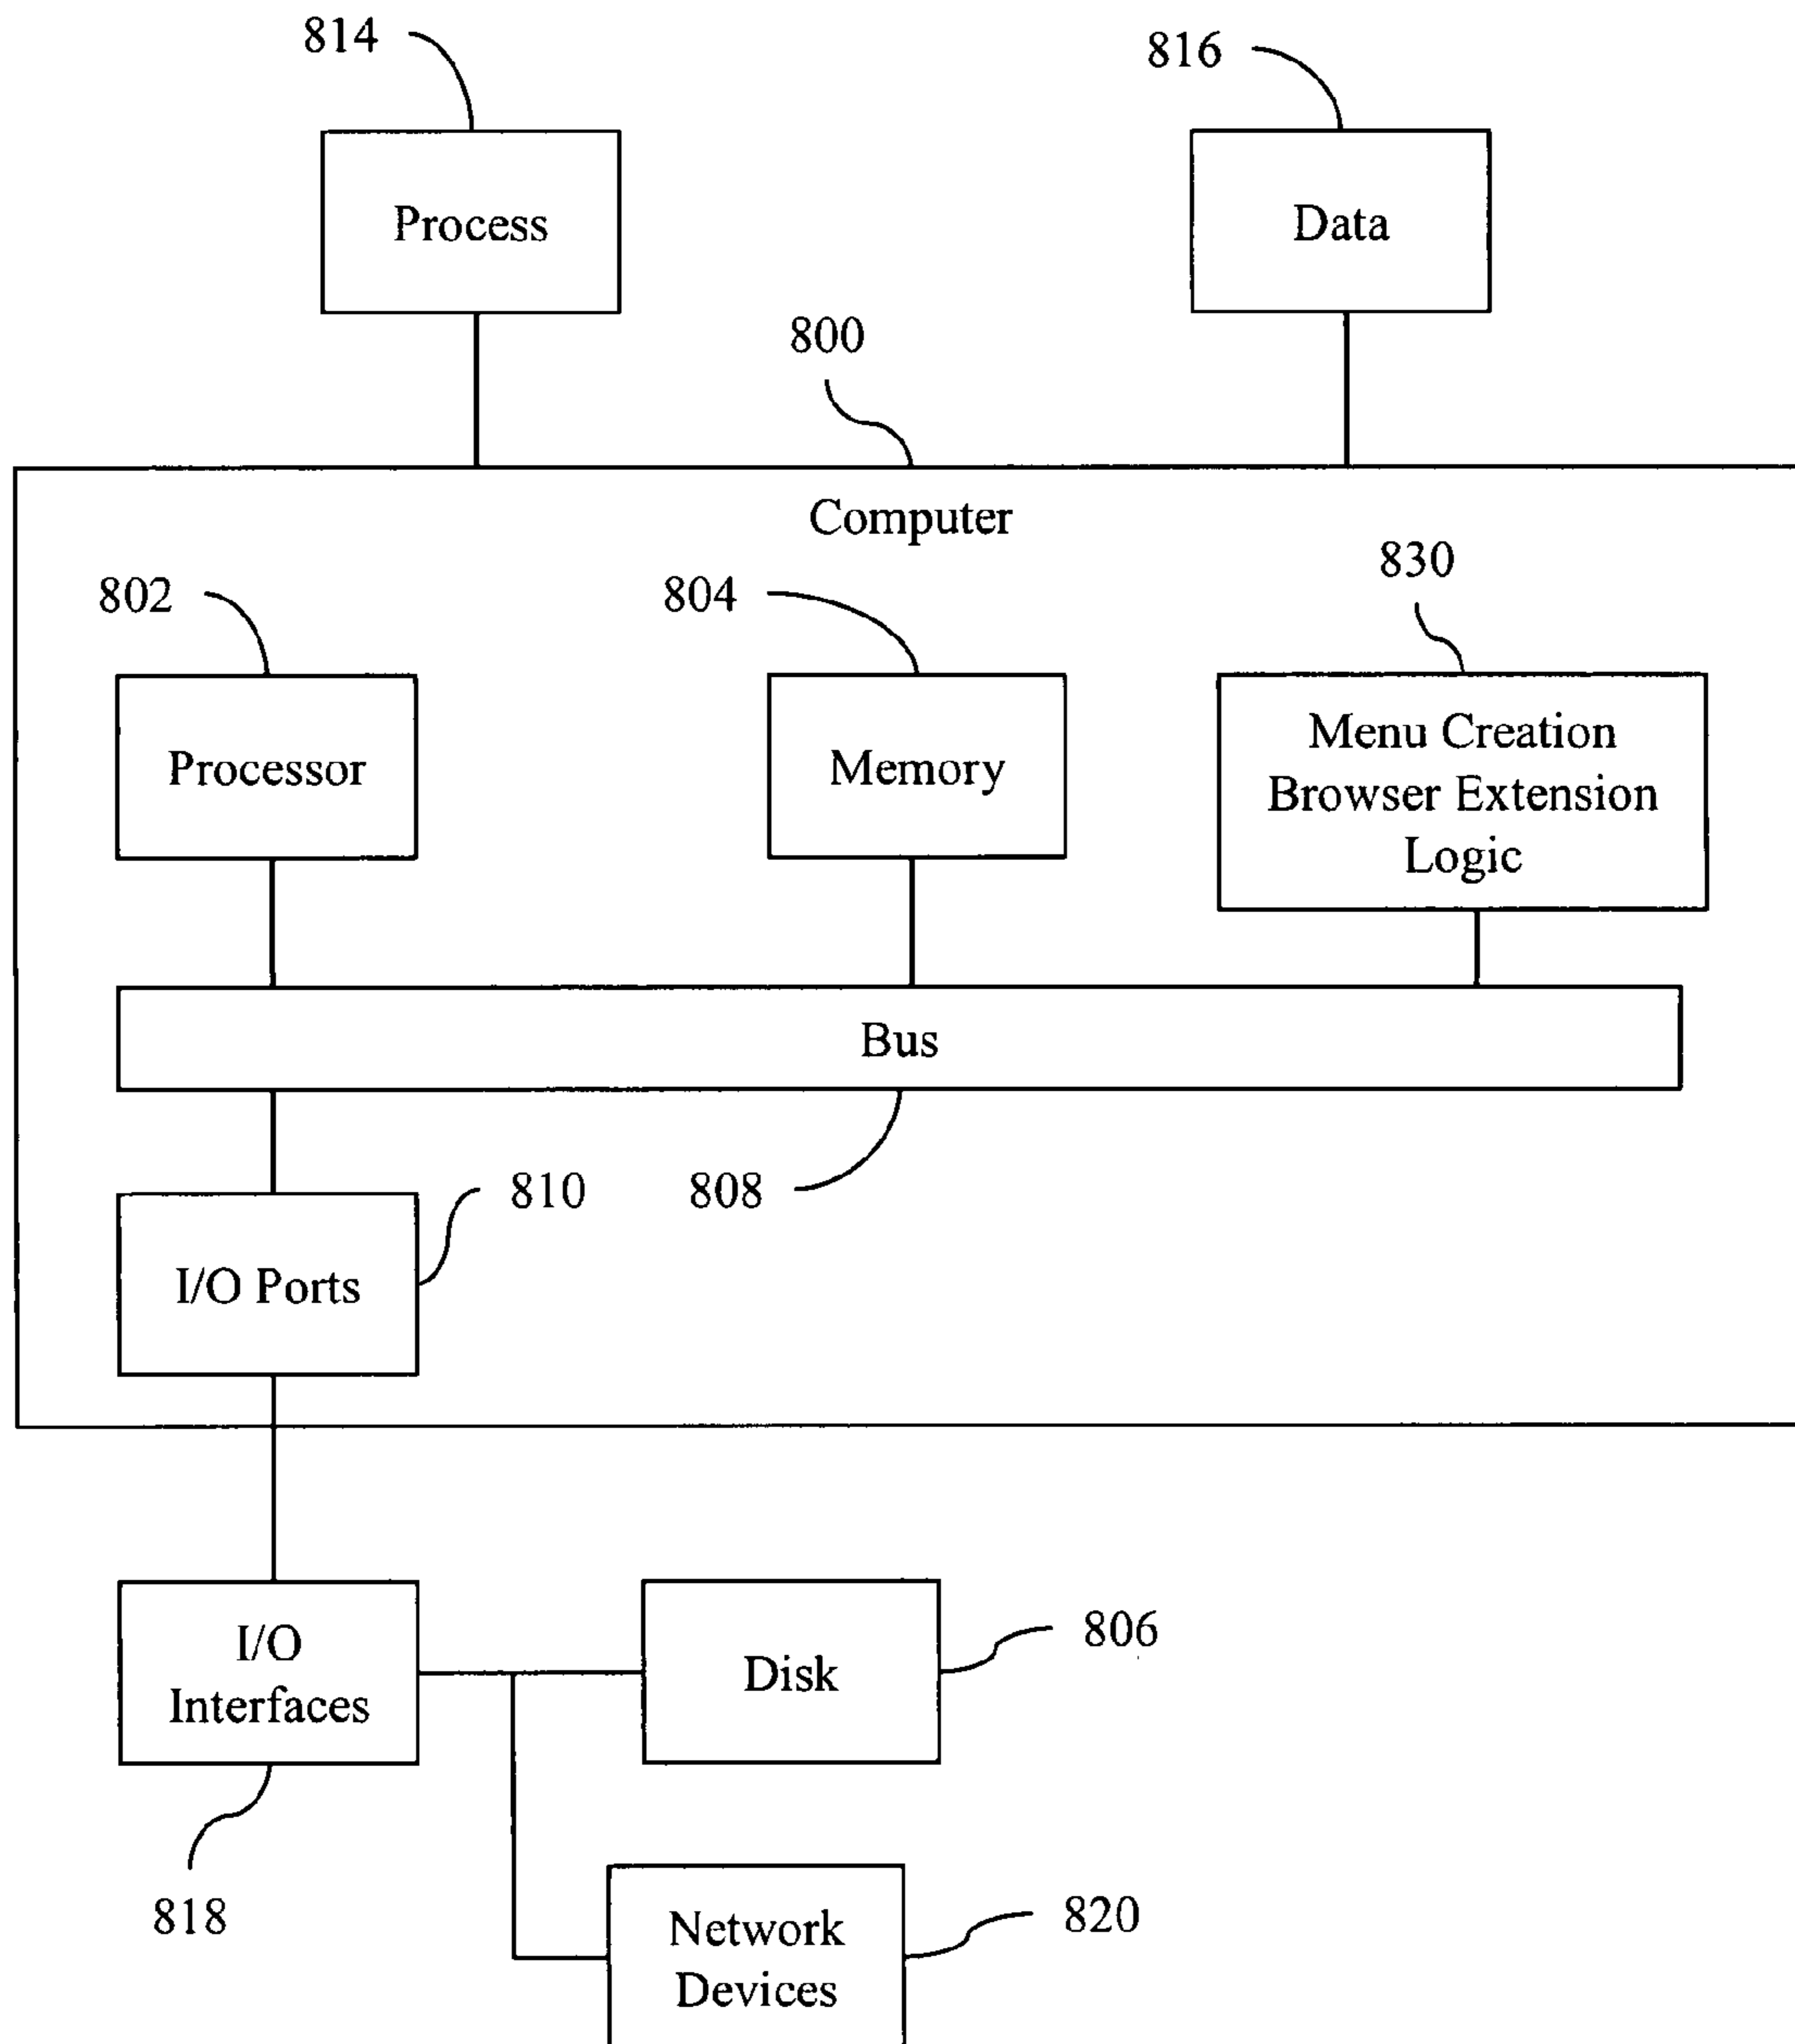 814
816
Process
Data
800
Computer
830
802
804
Processor
Memory
Menu Creation
Browser Extension
Logic
Bus
810
808
I/O Ports
I/O
Interfaces
Disk
806
818
820
Network
Devices